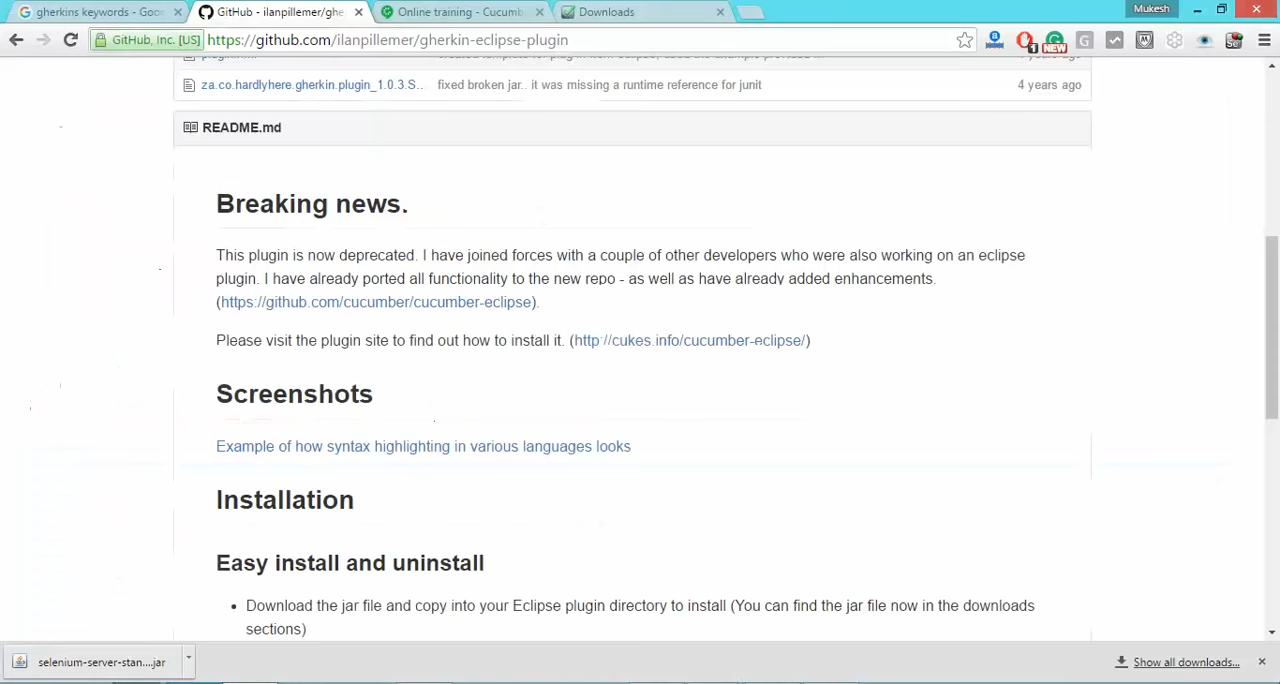 gherkins keywords - Goo
GitHub - ilanpillemer/ghe
Online training - Cucumb
Downloads
Mukesh
GitHub, Inc. [US]
https://github.com/ilanpillemer/gherkin-eclipse-plugin
1
NEW
za.co.hardlyhere.gherkin.plugin_1.0.3.S... fixed broken jar.. it was missing a runtime reference for junit 4 years ago
README.md
Breaking news.
This plugin is now deprecated. I have joined forces with a couple of other developers who were also working on an eclipse
plugin. I have already ported all functionality to the new repo - as well as have already added enhancements.
(https://github.com/cucumber/cucumber-eclipse).
Please visit the plugin site to find out how to install it. (http://cukes.info/cucumber-eclipse/)
Screenshots
Example of how syntax highlighting in various languages looks
Installation
Easy install and uninstall
• Download the jar file and copy into your Eclipse plugin directory to install (You can find the jar file now in the downloads
sections)
selenium-server-stan....jar
Show all downloads...